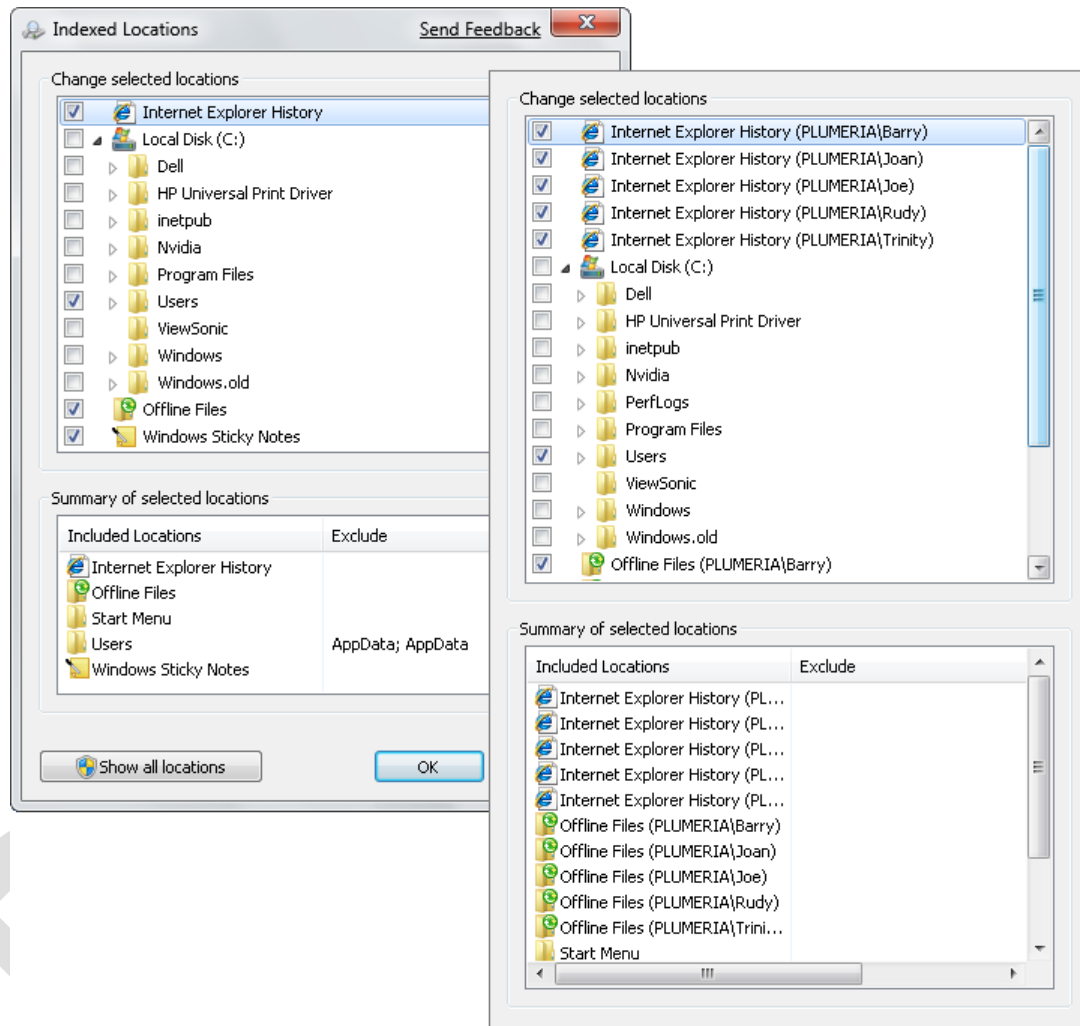 Indexed Locations
Send Feedback
Change selected locations
Internet Explorer History
Local Disk (C:)
Dell
HP Universal Print Driver
inetpub
Nvidia
Program Files
Users
ViewSonic
Windows
Windows.old
Offline Files
Windows Sticky Notes
Summary of selected locations
Included Locations Exclude
Internet Explorer History
Offline Files
Start Menu
Users AppData; AppData
Windows Sticky Notes
Show all locations
OK
Change selected locations
Internet Explorer History (PLUMERIA\Barry)
Internet Explorer History (PLUMERIA\Joan)
Internet Explorer History (PLUMERIA\Joe)
Internet Explorer History (PLUMERIA\Rudy)
Internet Explorer History (PLUMERIA\Trinity)
Local Disk (C:)
Dell
HP Universal Print Driver
inetpub
Nvidia
PerfLogs
Program Files
Users
ViewSonic
Windows
Windows.old
Offline Files (PLUMERIA\Barry)
Summary of selected locations
Included Locations Exclude
Internet Explorer History (PL...
Internet Explorer History (PL...
Internet Explorer History (PL...
Internet Explorer History (PL...
Internet Explorer History (PL...
Offline Files (PLUMERIA\Barry)
Offline Files (PLUMERIA\Joan)
Offline Files (PLUMERIA\Joe)
Offline Files (PLUMERIA\Rudy)
Offline Files (PLUMERIA\Trini...
Start Menu